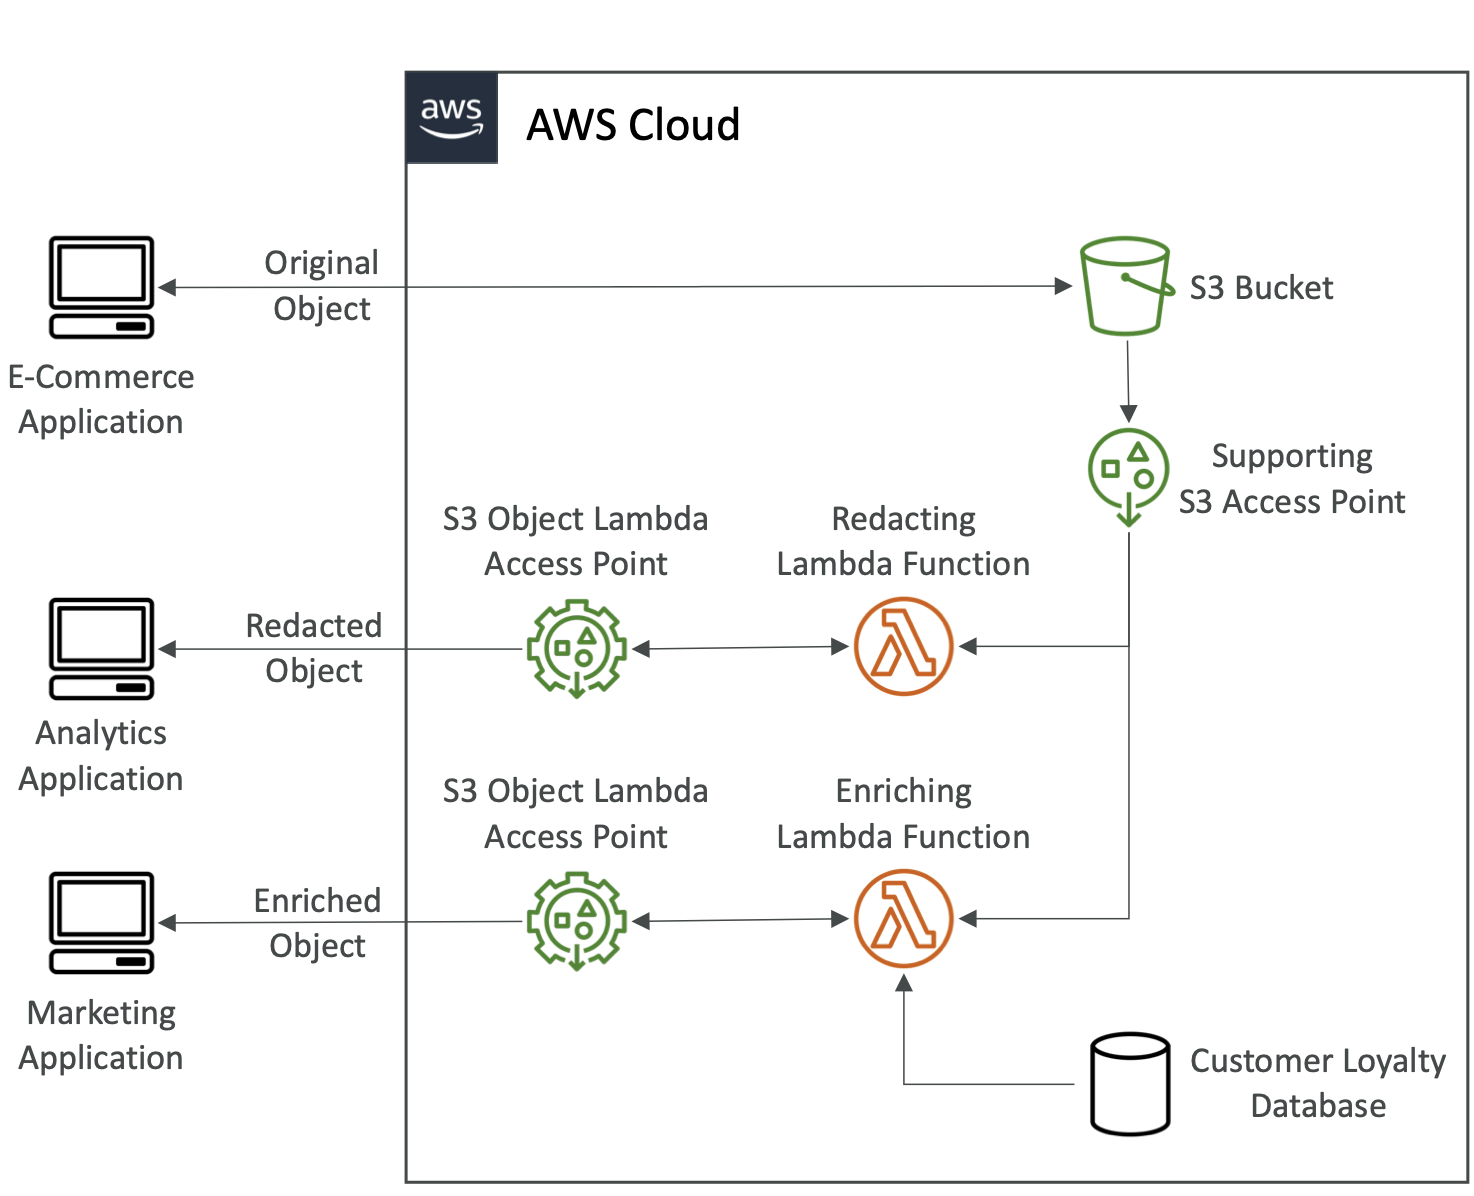 aws
AWS Cloud
Original
Object
S3 Bucket
E-Commerce
Application
Supporting
S3 Access Point
S3 Object Lambda
Access Point
Redacting
Lambda Function
Redacted
Object
Analytics
Application
S3 Object Lambda
Access Point
Enriching
Lambda Function
Enriched
Object
Marketing
Application
Customer Loyalty
Database